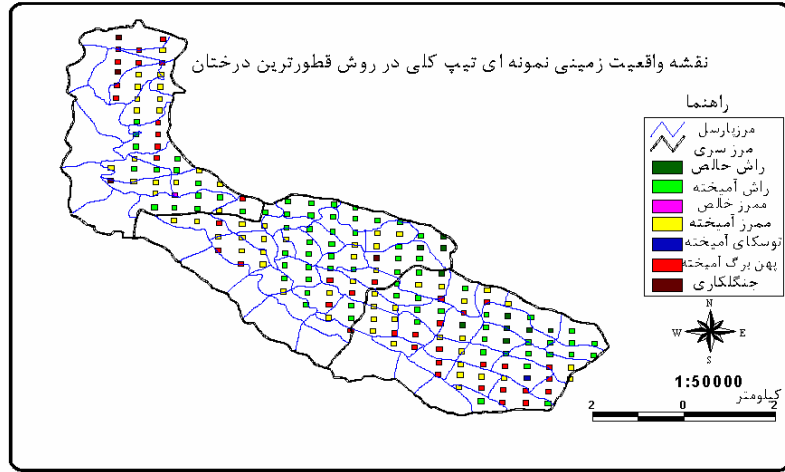 نقشه واقعیت زمینی نمونه ای تیپ کلی در روش قطورترین درختان
راهنما
مرزپارسل
مرز سری
راش خالص
راش آمیخته
ممرز خالص
ممرز آمیخته
توسکای آمیخته
پهن برگ آمیخته
جنگلکاری
N
W E
S
1:50000
کیلومتر
2 0 2